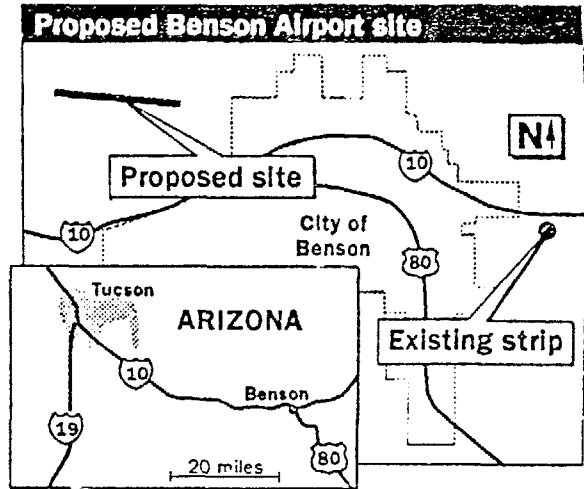 Proposed Benson Airport site
N
Proposed site
10
10
City of
Benson
80
Existing strip
Tucson
ARIZONA
10
Benson
19
20 miles
80